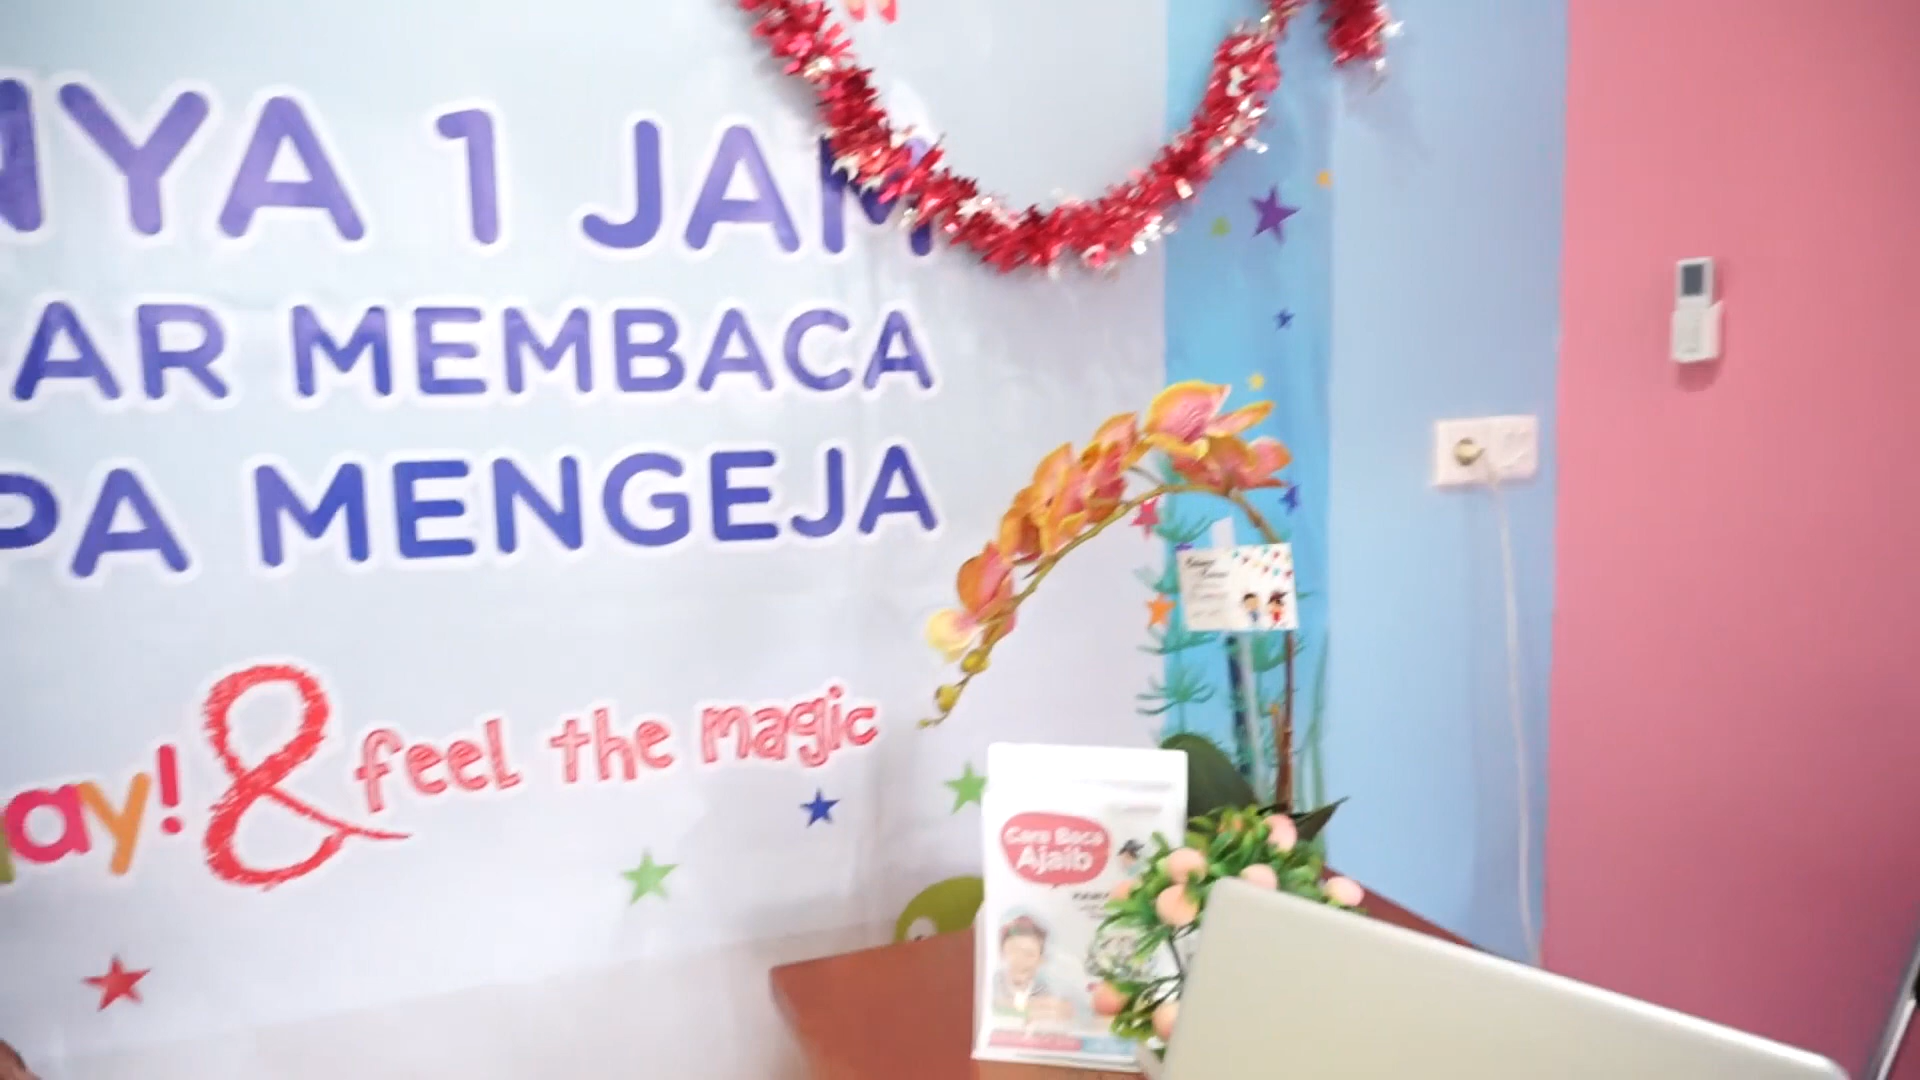 NYA 1 JAM
AR MEMBACA
PA MENGEJA
ay! & feel the magic
Cara Baca
Ajaib